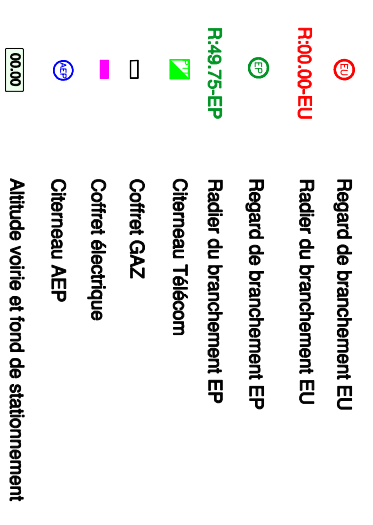 EU Regard de branchement EU
R:00.00-EU Radier du branchement EU
EP Regard de branchement EP
R:49.75-EP Radier du branchement EP
PTT Citerneau Télécom
Coffret GAZ
Coffret électrique
AEP Citerneau AEP
00.00 Altitude voirie et fond de stationnement